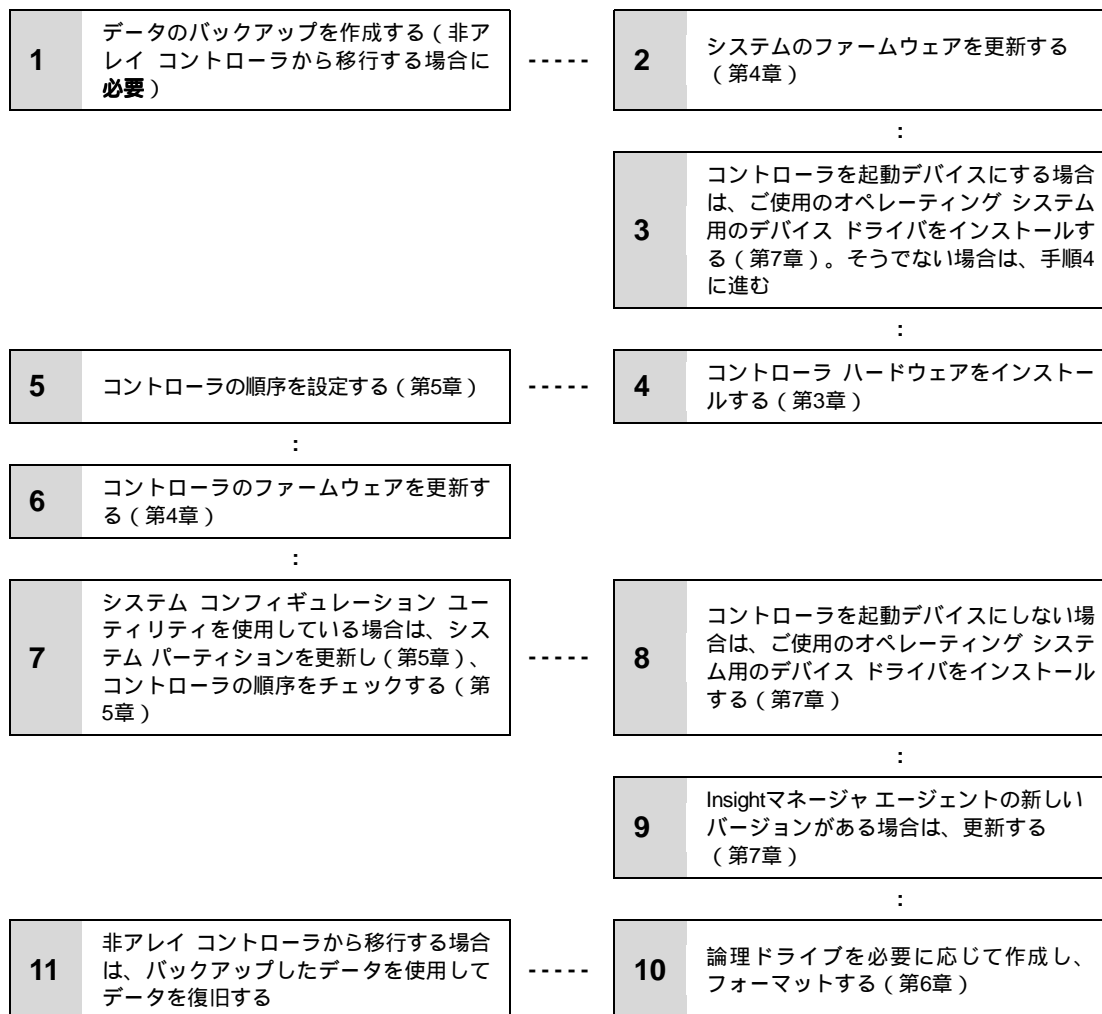 1
データのバックアップを作成する（非ア
レイ コントローラから移行する場合に
必要）
-----
2
システムのファームウェアを更新する
（第4章）
:
3
コントローラを起動デバイスにする場合
は、ご使用のオペレーティング システム
用のデバイス ドライバをインストールす
る（第7章）。そうでない場合は、手順4
に進む
:
4
コントローラ ハードウェアをインストー
ルする（第3章）
-----
5
コントローラの順序を設定する（第5章）
:
6
コントローラのファームウェアを更新す
る（第4章）
:
7
システム コンフィギュレーション ユー
ティリティを使用している場合は、シス
テム パーティションを更新し（第5章）、
コントローラの順序をチェックする（第
5章）
-----
8
コントローラを起動デバイスにしない場
合は、ご使用のオペレーティング システ
ム用のデバイス ドライバをインストール
する（第7章）
:
9
Insightマネージャ エージェントの新しい
バージョンがある場合は、更新する
（第7章）
:
10
論理ドライブを必要に応じて作成し、
フォーマットする（第6章）
-----
11
非アレイ コントローラから移行する場合
は、バックアップしたデータを使用して
データを復旧する